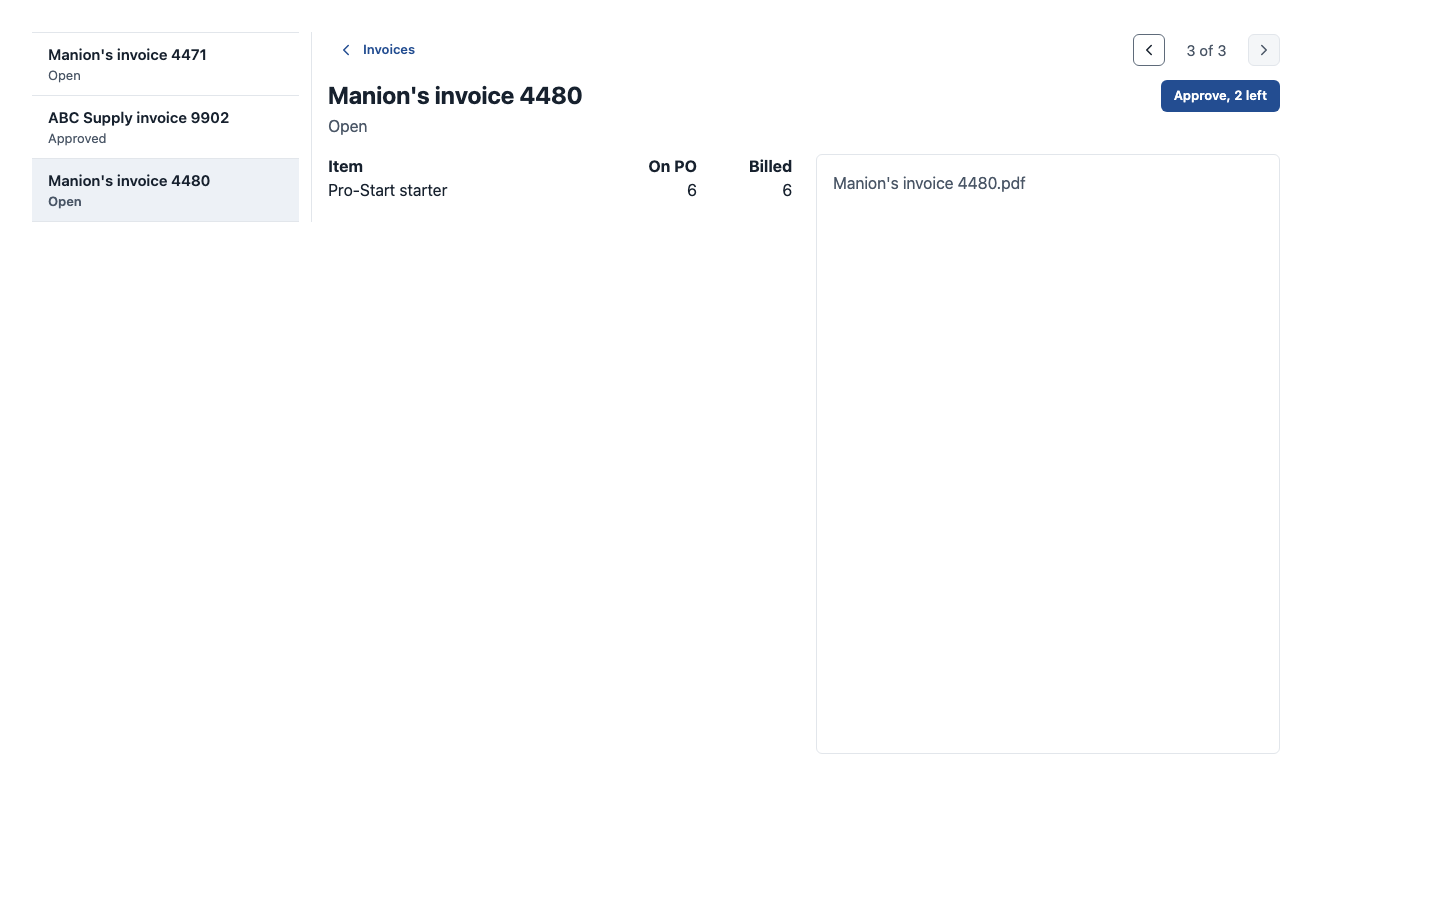 Manion's invoice 4471
Open
ABC Supply invoice 9902
Approved
Manion's invoice 4480
Open
Invoices
3 of 3
Manion's invoice 4480
Approve, 2 left
Open
Item On PO Billed
Pro-Start starter 6 6
Manion's invoice 4480.pdf